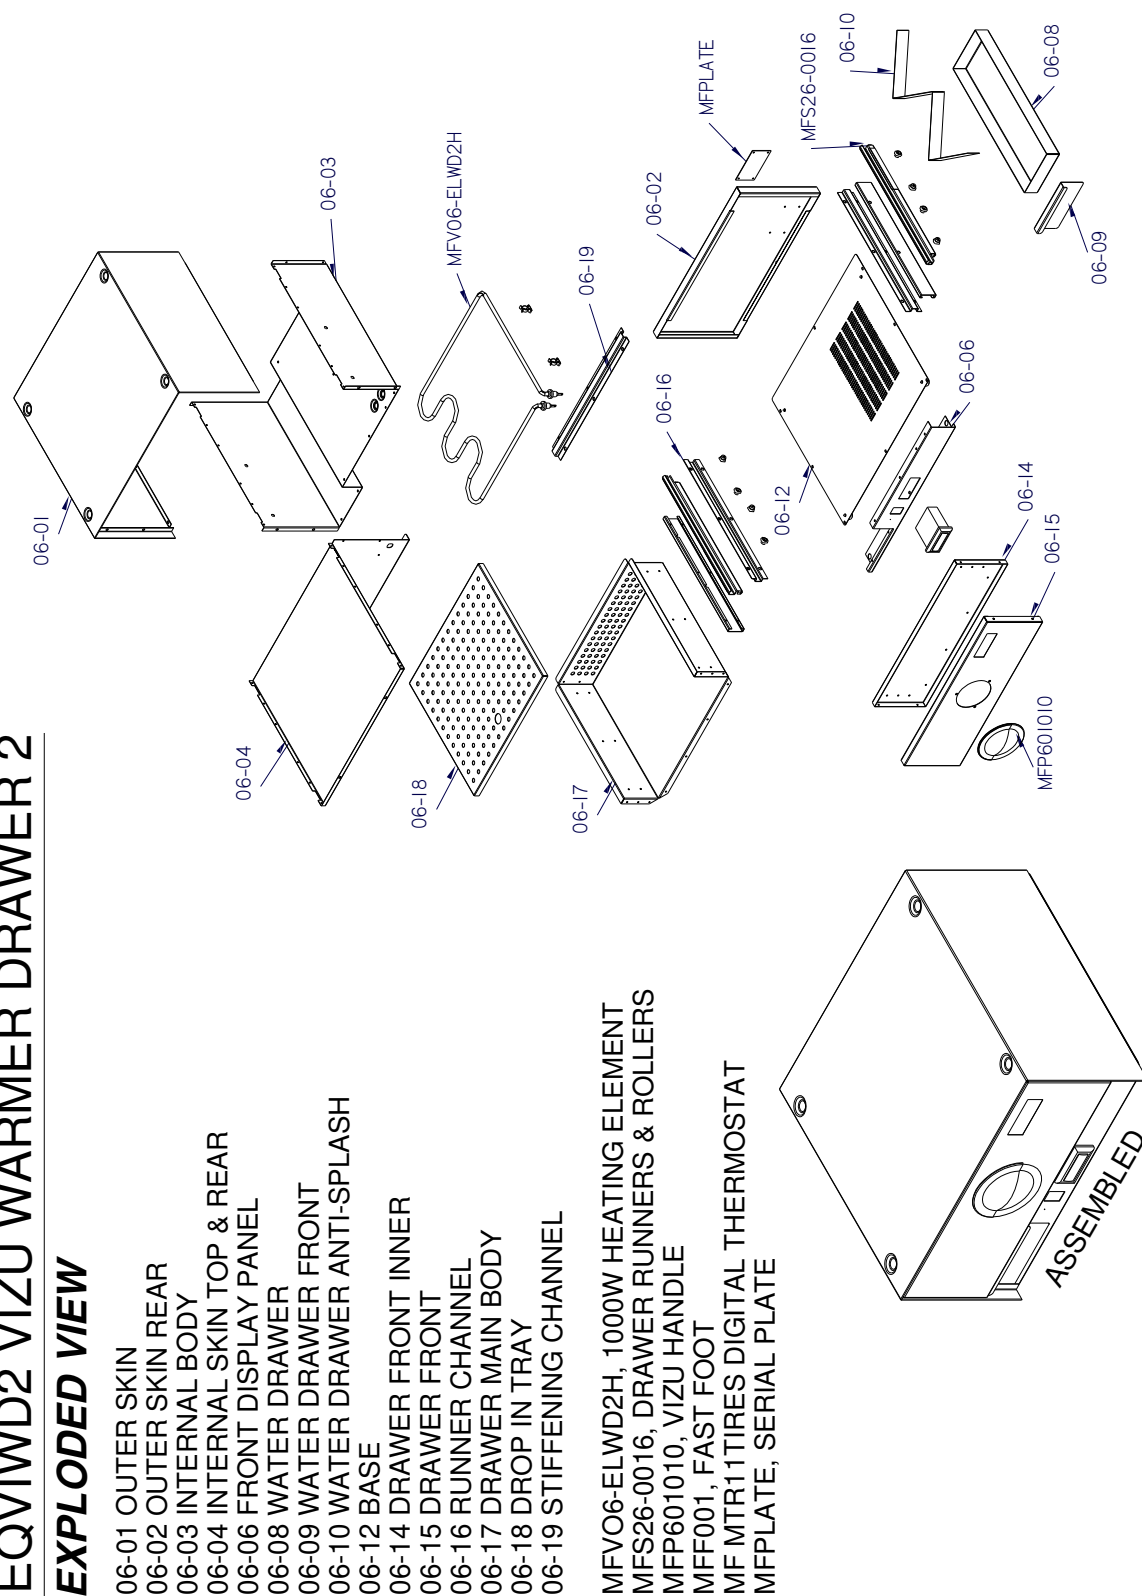 EQVIWD2 VIZU WARMER DRAWER 2
EXPLODED VIEW
06-01 OUTER SKIN
06-02 OUTER SKIN REAR
06-03 INTERNAL BODY
06-04 INTERNAL SKIN TOP & REAR
06-06 FRONT DISPLAY PANEL
06-08 WATER DRAWER
06-09 WATER DRAWER FRONT
06-10 WATER DRAWER ANTI-SPLASH
06-12 BASE
06-14 DRAWER FRONT INNER
06-15 DRAWER FRONT
06-16 RUNNER CHANNEL
06-17 DRAWER MAIN BODY
06-18 DROP IN TRAY
06-19 STIFFENING CHANNEL
MFVO6-ELWD2H, 1000W HEATING ELEMENT
MFS26-0016, DRAWER RUNNERS & ROLLERS
MFP601010, VIZU HANDLE
MFF001, FAST FOOT
MF MTR11TIRES DIGITAL THERMOSTAT
MFPLATE, SERIAL PLATE
ASSEMBLED
06-01
06-03
06-04
MFV06-ELWD2H
06-18
06-19
06-17
06-16
06-02
MFPLATE
06-12
MFS26-0016
06-10
06-06
06-14
06-15
MFP601010
06-08
06-09